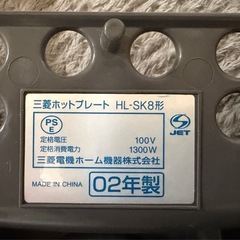 三菱ホットプレート HL-SK8形
PS
E
JET
定格電圧 100V
定格消費電力 1300W
三菱電機ホーム機器株式会社
MADE IN CHINA
02年製